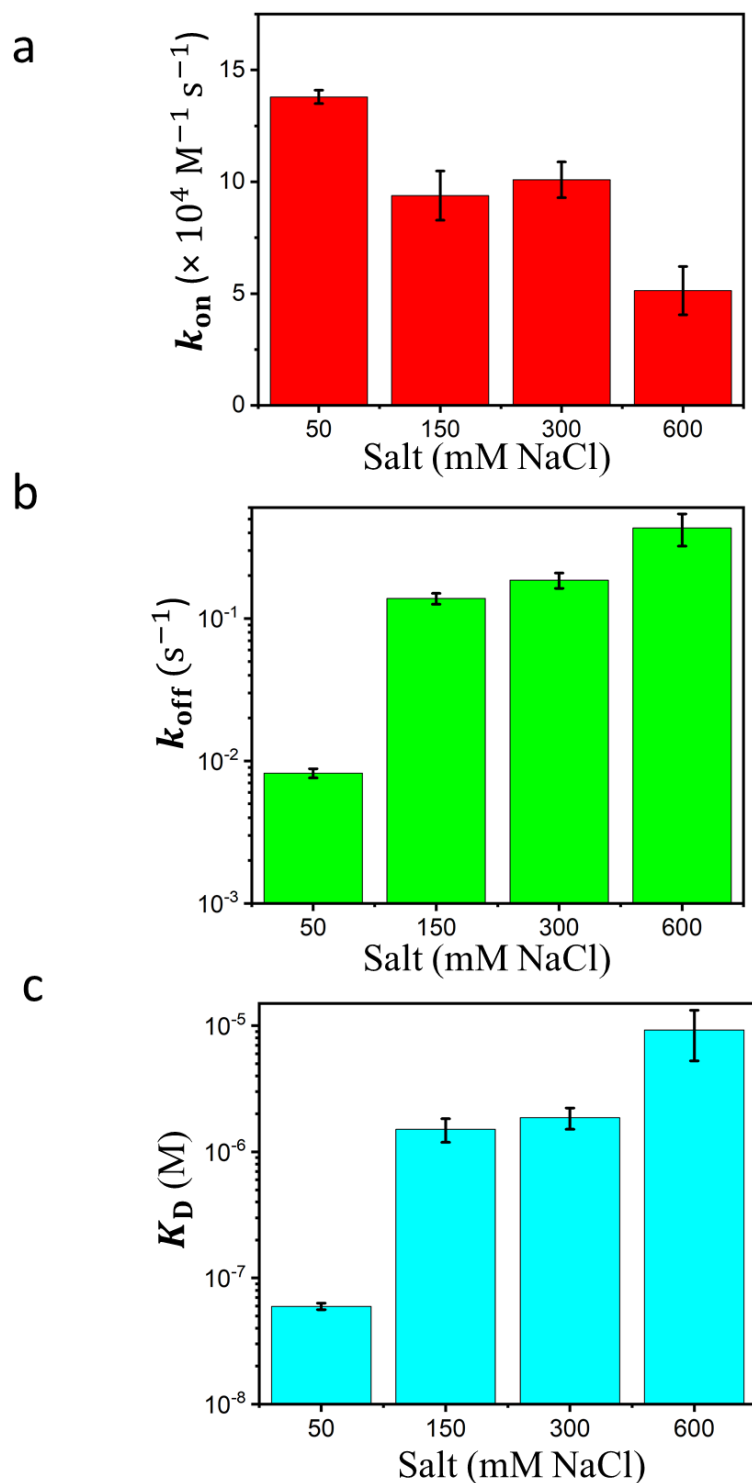 a
15
10
5
0
k_on (× 10⁴ M⁻¹ s⁻¹)
50 150 300 600
Salt (mM NaCl)
b
10⁻¹
10⁻²
10⁻³
k_off (s⁻¹)
50 150 300 600
Salt (mM NaCl)
c
10⁻⁵
10⁻⁶
10⁻⁷
10⁻⁸
K_D (M)
50 150 300 600
Salt (mM NaCl)